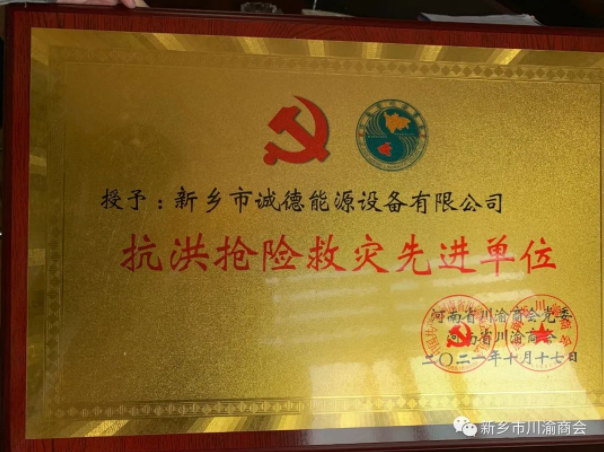 授予：新乡市诚德能源设备有限公司
抗洪抢险救灾先进单位
河南省川渝商会党委
河南省川渝商会
二〇二一年十月十七日
新乡市川渝商会